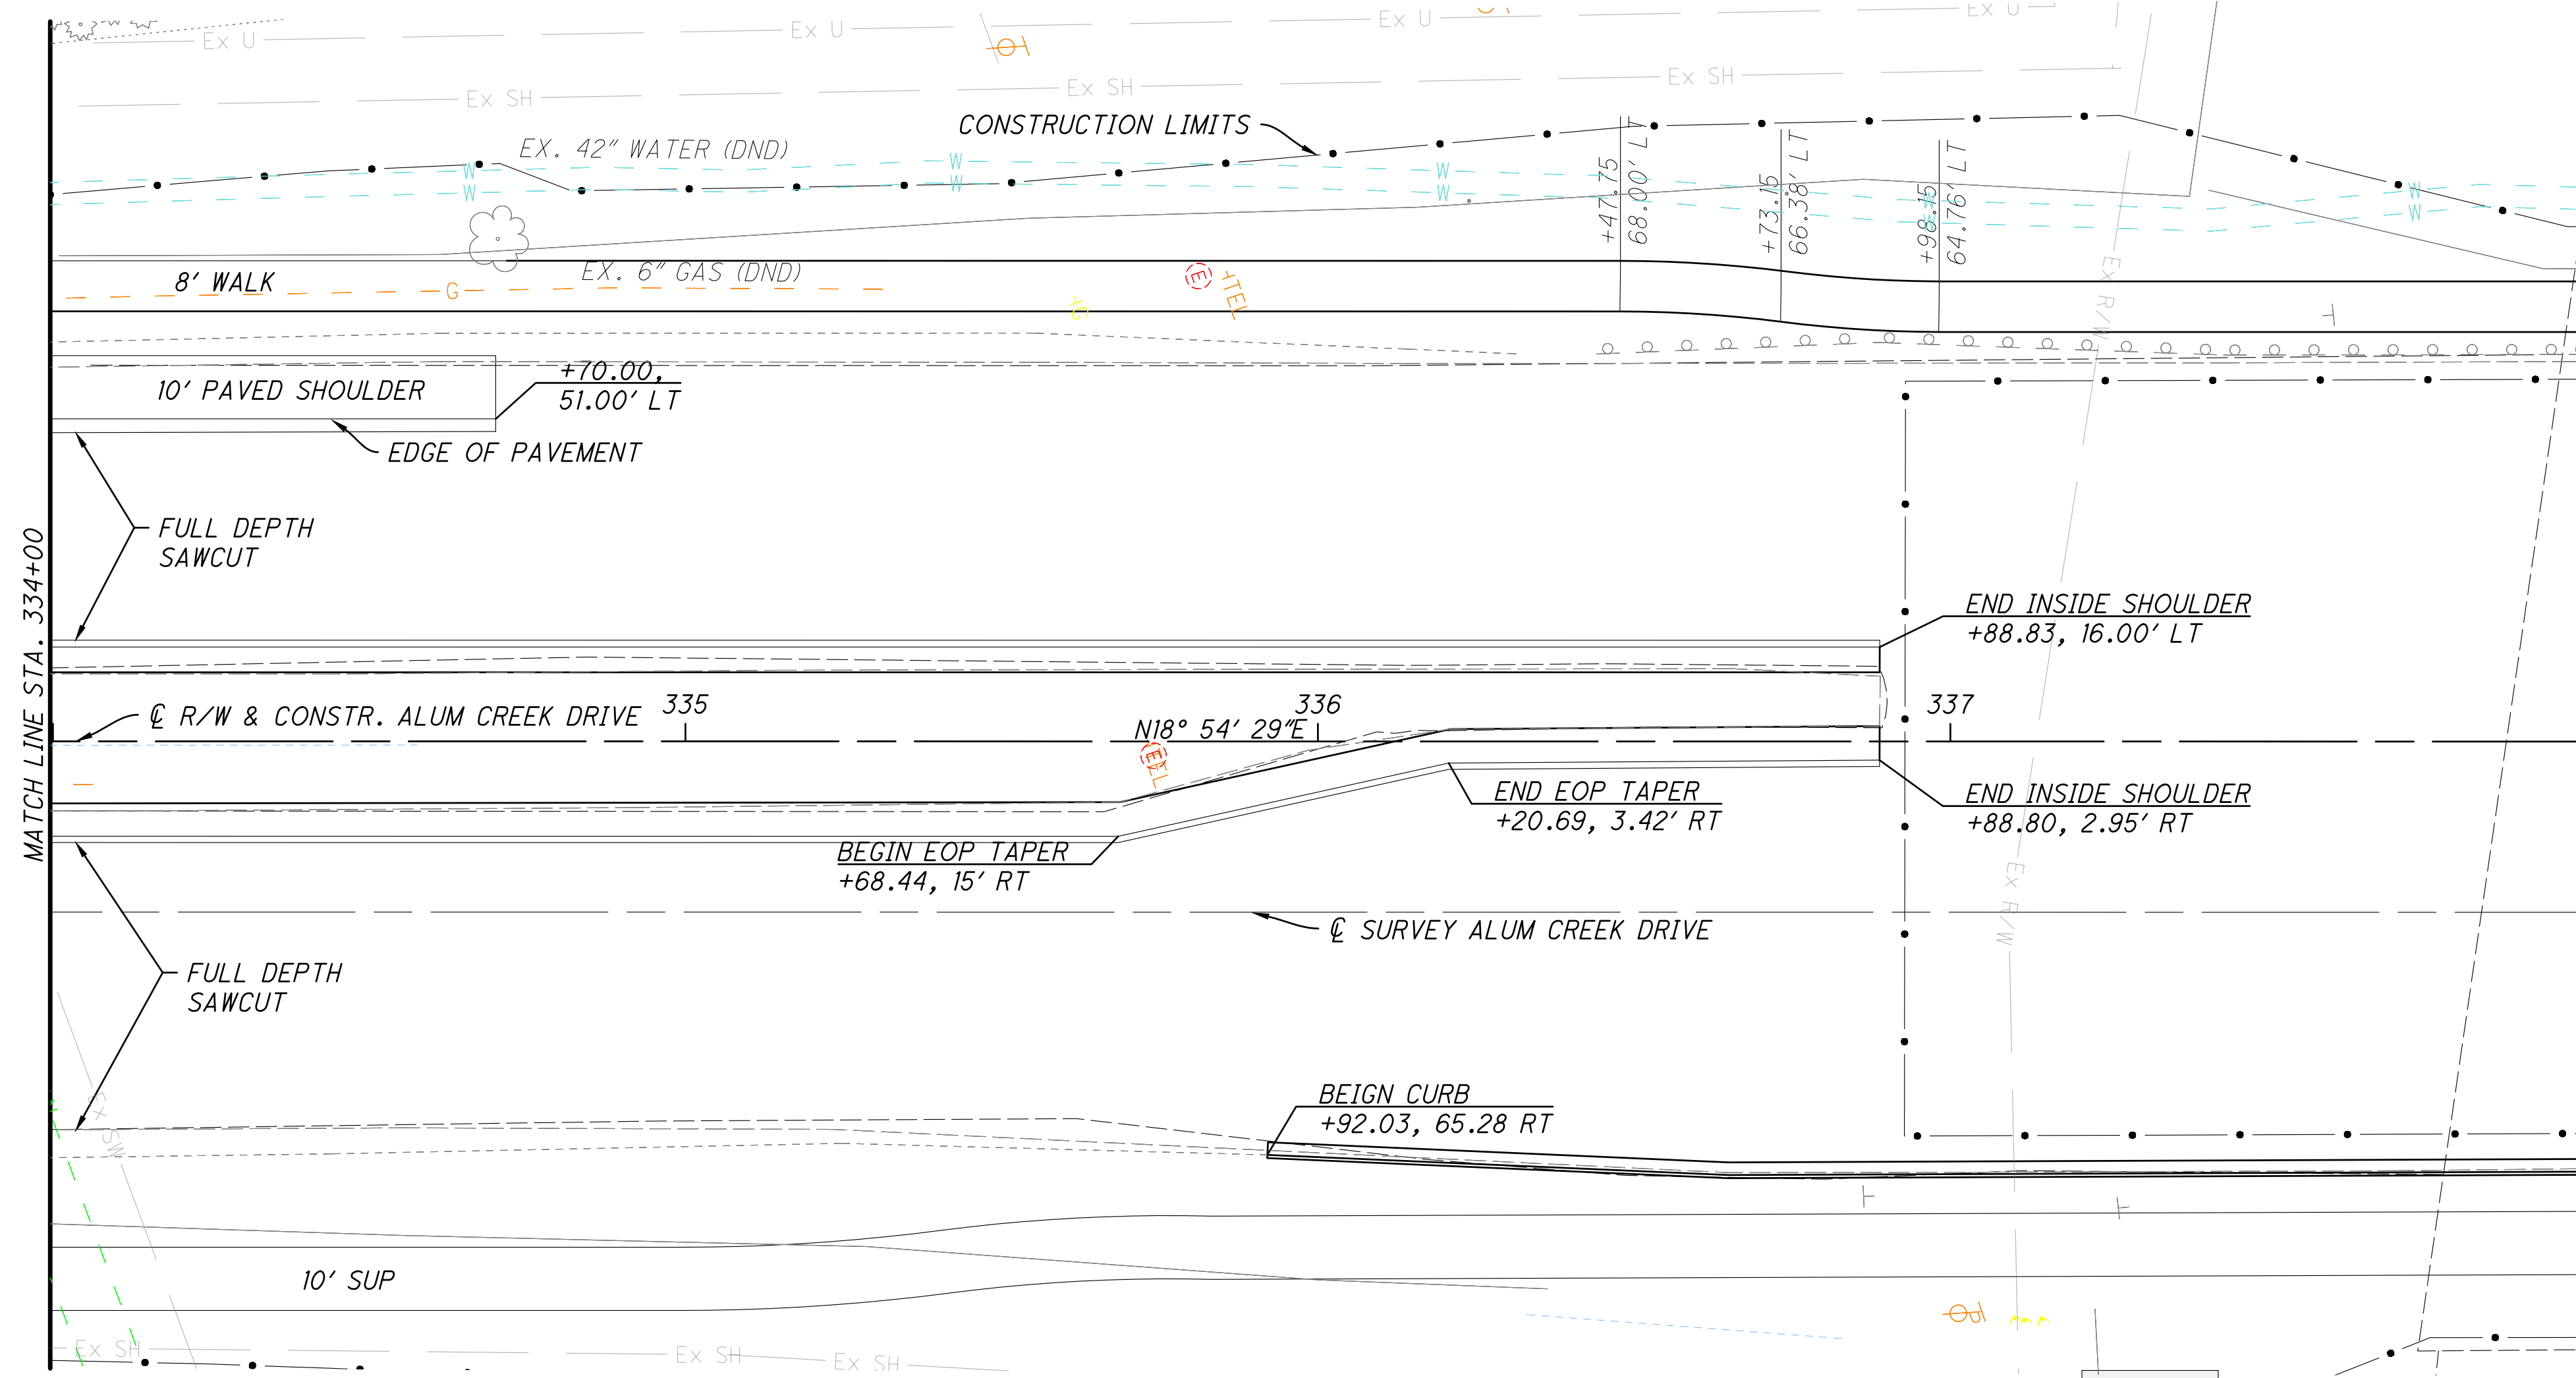 Ex U
Ex U
Ex U
Ex U
Ex SH
Ex SH
Ex SH
CONSTRUCTION LIMITS
EX. 42" WATER (DND)
W
W
W
W
W
W
W
W
W
W
+47.75
68.00' LT
+73.15
66.38' LT
+98.15
64.76' LT
8' WALK
EX. 6" GAS (DND)
G
E
TEL
Ex R/W
10' PAVED SHOULDER
+70.00,
51.00' LT
EDGE OF PAVEMENT
FULL DEPTH
SAWCUT
MATCH LINE STA. 334+00
END INSIDE SHOULDER
+88.83, 16.00' LT
℄ R/W & CONSTR. ALUM CREEK DRIVE
335
336
337
N18° 54' 29"E
E
END EOP TAPER
+20.69, 3.42' RT
END INSIDE SHOULDER
+88.80, 2.95' RT
BEGIN EOP TAPER
+68.44, 15' RT
Ex R/W
℄ SURVEY ALUM CREEK DRIVE
FULL DEPTH
SAWCUT
BEIGN CURB
+92.03, 65.28 RT
Ex SW
10' SUP
Ex SH
Ex SH
Ex SH